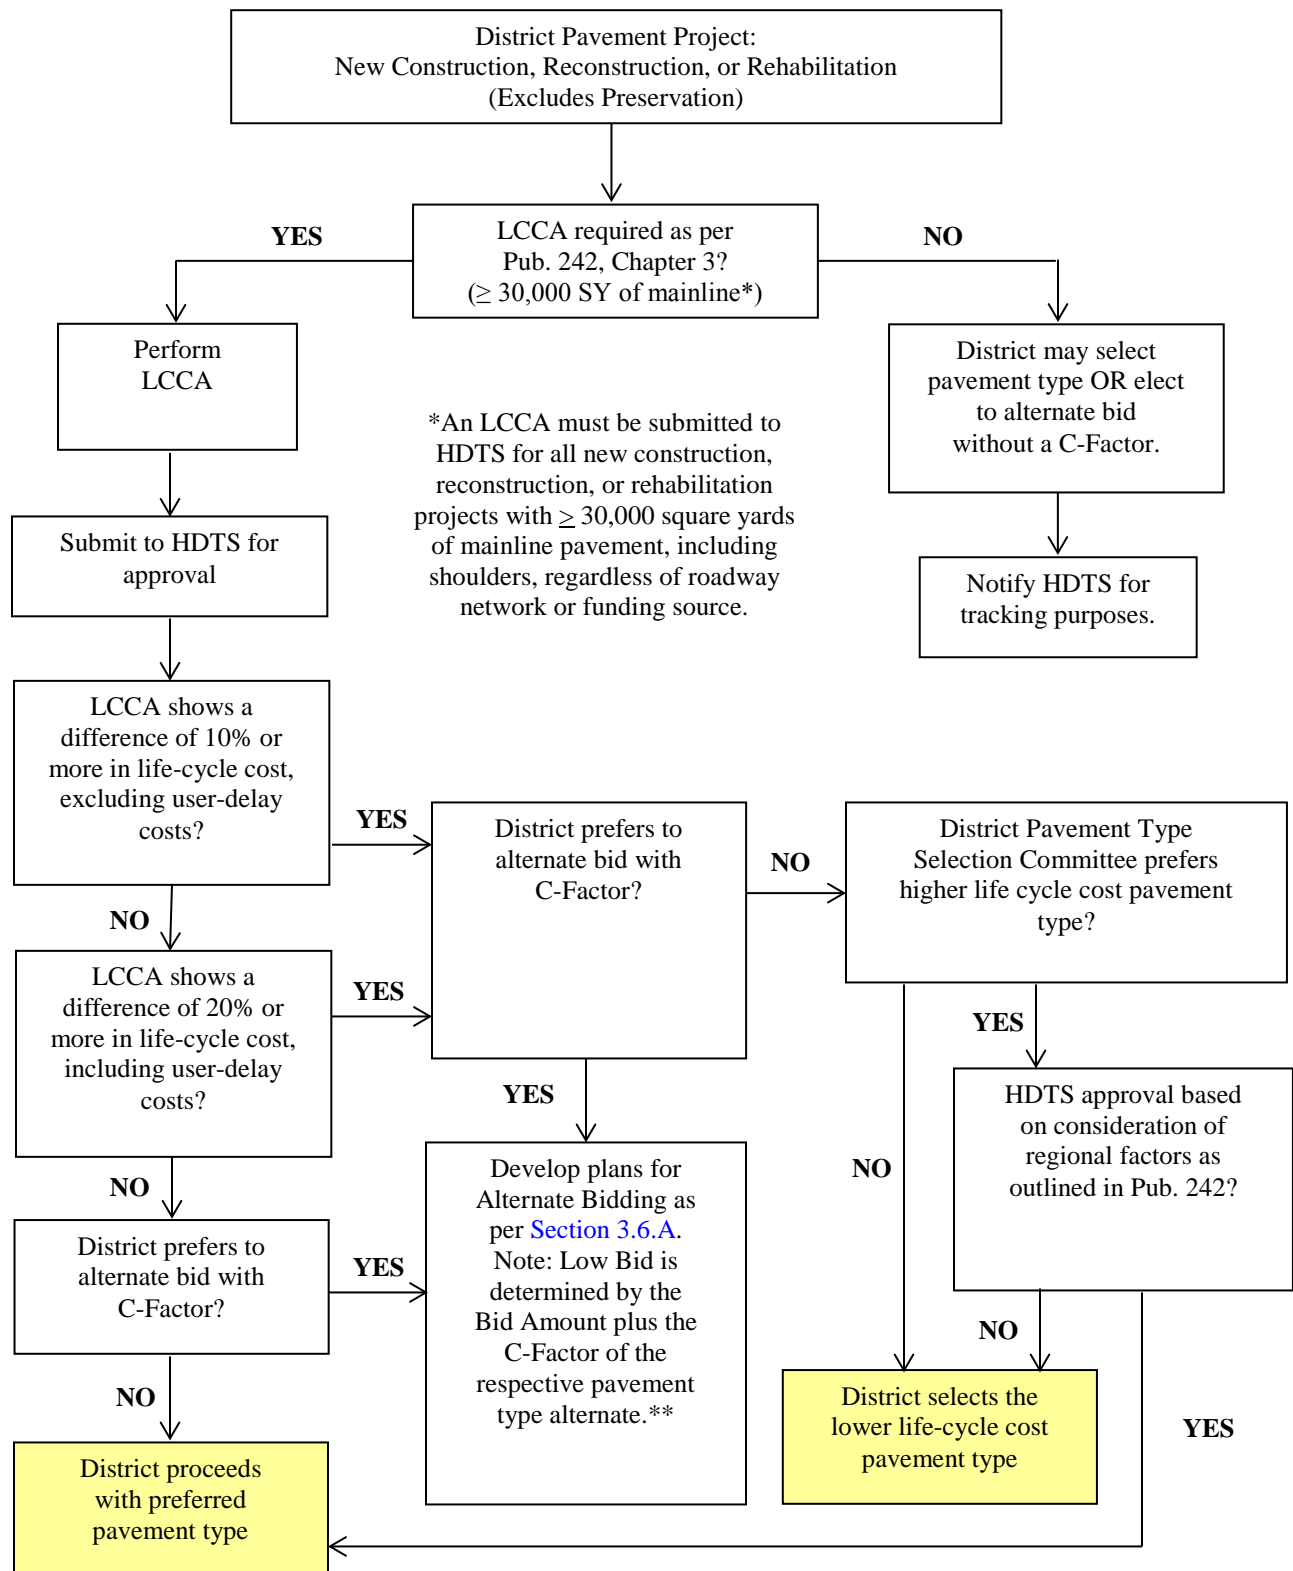 District Pavement Project:
New Construction, Reconstruction, or Rehabilitation
(Excludes Preservation)
YES
LCCA required as per
Pub. 242, Chapter 3?
(≥ 30,000 SY of mainline*)
NO
Perform
LCCA
District may select
pavement type OR elect
to alternate bid
without a C-Factor.
*An LCCA must be submitted to
HDTS for all new construction,
reconstruction, or rehabilitation
projects with ≥ 30,000 square yards
of mainline pavement, including
shoulders, regardless of roadway
network or funding source.
Submit to HDTS for
approval
Notify HDTS for
tracking purposes.
LCCA shows a
difference of 10% or
more in life-cycle cost,
excluding user-delay
costs?
YES
District prefers to
alternate bid with
C-Factor?
NO
District Pavement Type
Selection Committee prefers
higher life cycle cost pavement
type?
NO
LCCA shows a
difference of 20% or
more in life-cycle cost,
including user-delay
costs?
YES
YES
YES
HDTS approval based
on consideration of
regional factors as
outlined in Pub. 242?
NO
NO
Develop plans for
Alternate Bidding as
per Section 3.6.A.
Note: Low Bid is
determined by the
Bid Amount plus the
C-Factor of the
respective pavement
type alternate.**
District prefers to
alternate bid with
C-Factor?
YES
NO
NO
District selects the
lower life-cycle cost
pavement type
YES
District proceeds
with preferred
pavement type